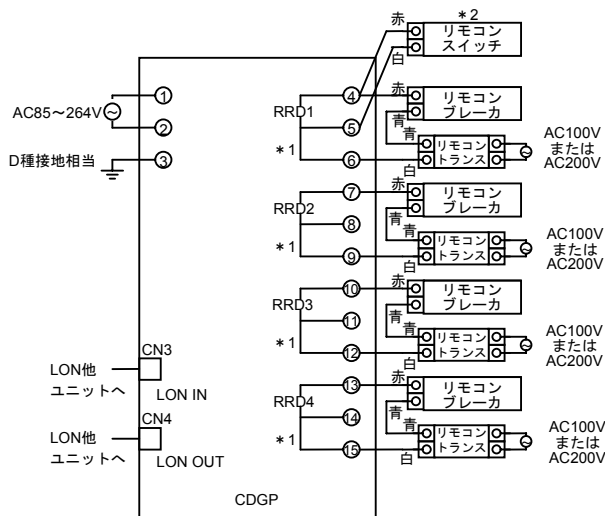 ＊2
赤
リモコン
スイッチ
白
AC85～264V
①
②
D種接地相当
③
RRD1
＊1
④
⑤
⑥
赤
リモコン
ブレーカ
青
青
リモコン
トランス
白
AC100V
または
AC200V
RRD2
＊1
⑦
⑧
⑨
赤
リモコン
ブレーカ
青
青
リモコン
トランス
白
AC100V
または
AC200V
RRD3
＊1
⑩
⑪
⑫
赤
リモコン
ブレーカ
青
青
リモコン
トランス
白
AC100V
または
AC200V
CN3
LON他
ユニットへ
LON IN
CN4
LON他
ユニットへ
LON OUT
RRD4
＊1
⑬
⑭
⑮
赤
リモコン
ブレーカ
青
青
リモコン
トランス
白
AC100V
または
AC200V
CDGP